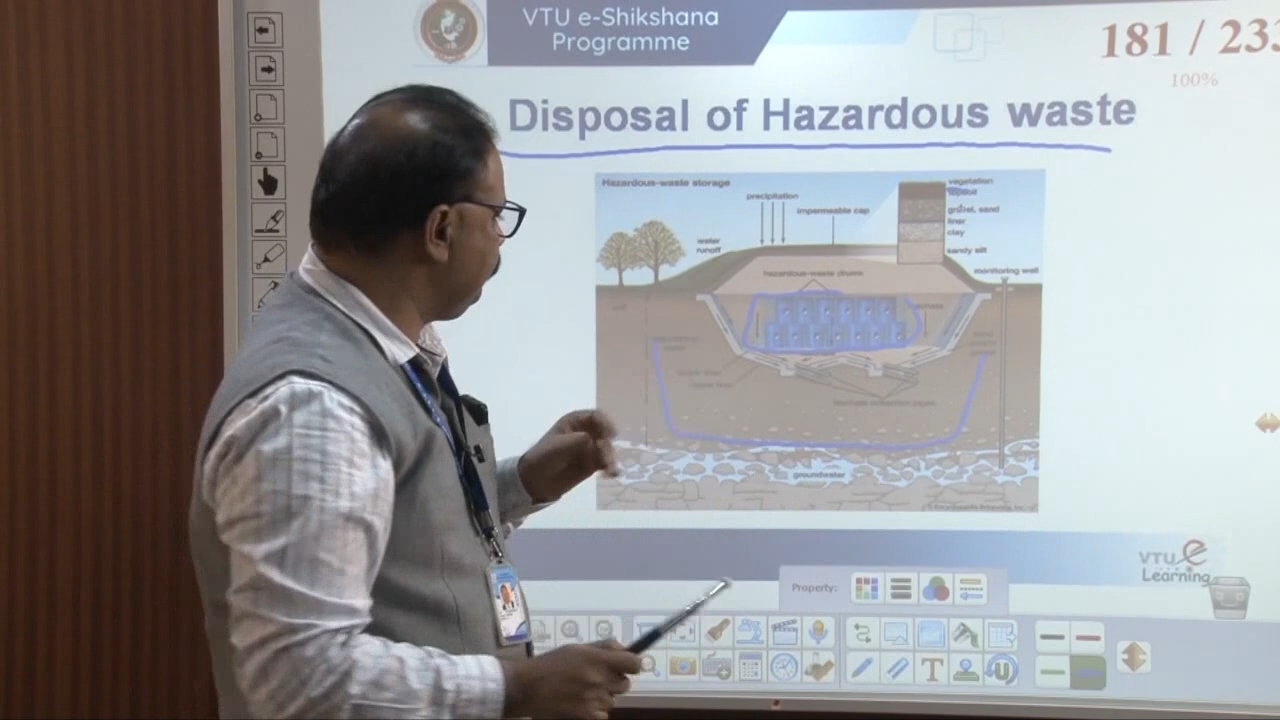 VTU e-Shikshana
Programme
181 / 233
100%
Disposal of Hazardous waste
Hazardous-waste storage
vegetation
precipitation
impermeable cap
gravel, sand
liner
clay
water
runoff
sandy silt
monitoring well
hazardous-waste drums
leachate collection pipes
groundwater
VTU e
Learning
Property:
T
U